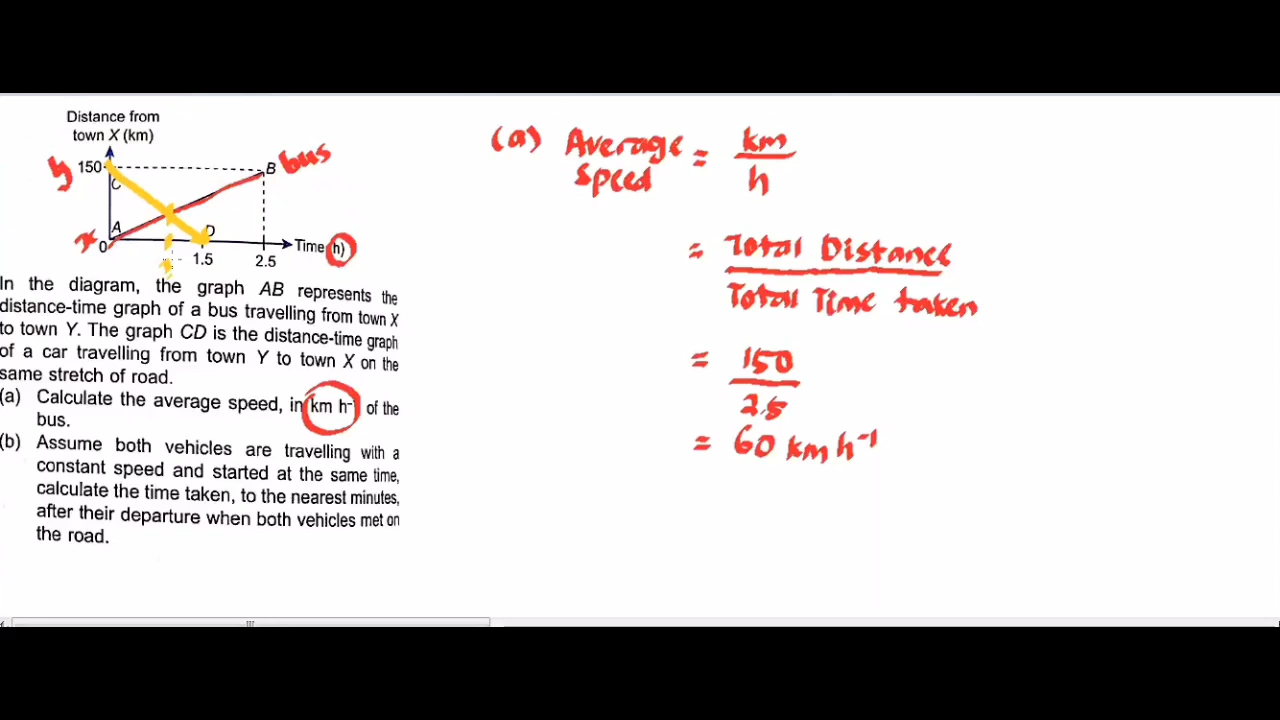 Distance from
town X (km)
y 150
C
B bus
A
x 0
D
Time (h)
1.5
2.5
In the diagram, the graph AB represents the
distance-time graph of a bus travelling from town X
to town Y. The graph CD is the distance-time graph
of a car travelling from town Y to town X on the
same stretch of road.
(a) Calculate the average speed, in km h⁻¹ of the
bus.
(b) Assume both vehicles are travelling with a
constant speed and started at the same time,
calculate the time taken, to the nearest minutes,
after their departure when both vehicles met on
the road.
(a) Average
Speed
= km
h
= Total Distance
Total Time taken
= 150
2.5
= 60 km h⁻¹